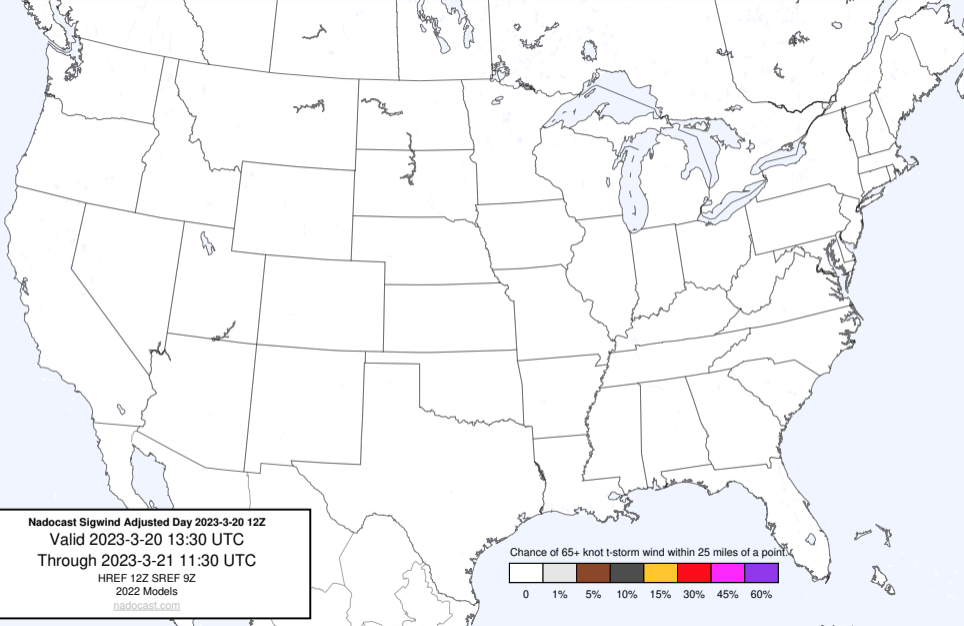 Nadocast Sigwind Adjusted Day 2023-3-20 12Z
Valid 2023-3-20 13:30 UTC
Through 2023-3-21 11:30 UTC
HREF 12Z SREF 9Z
2022 Models
nadocast.com
Chance of 65+ knot t-storm wind within 25 miles of a point.
0 1% 5% 10% 15% 30% 45% 60%